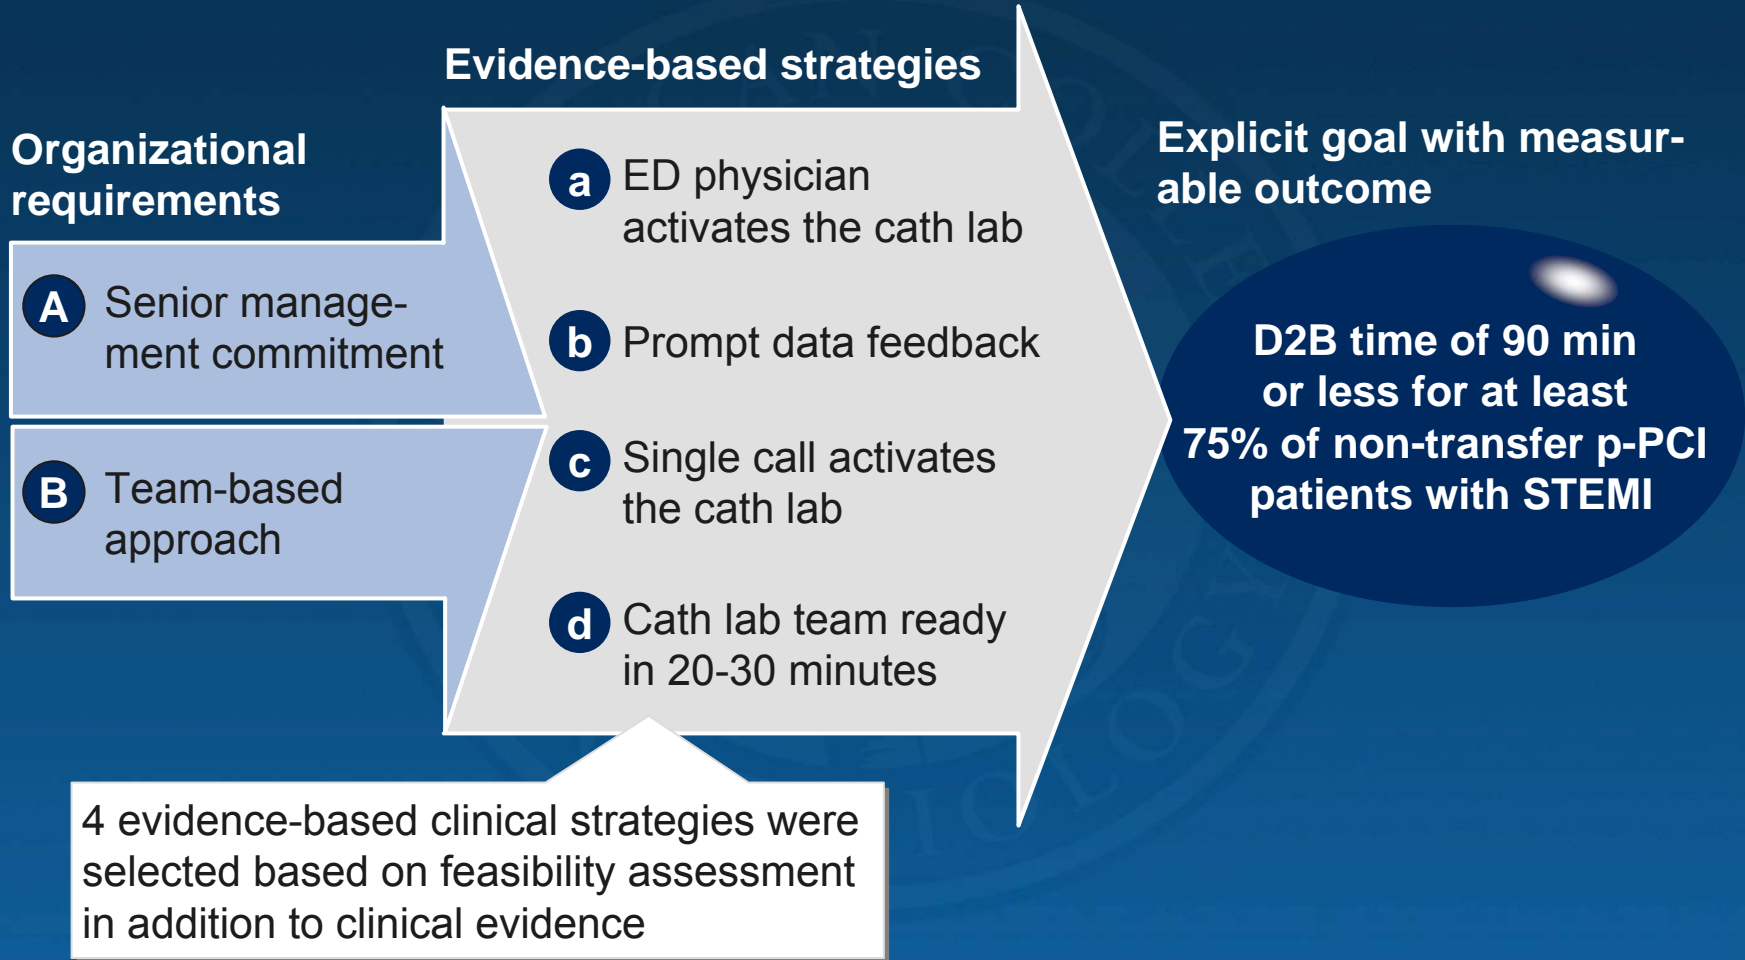 Evidence-based strategies
Organizational
requirements
A Senior manage-
ment commitment
B Team-based
approach
a ED physician
activates the cath lab
b Prompt data feedback
c Single call activates
the cath lab
d Cath lab team ready
in 20-30 minutes
Explicit goal with measur-
able outcome
D2B time of 90 min
or less for at least
75% of non-transfer p-PCI
patients with STEMI
4 evidence-based clinical strategies were
selected based on feasibility assessment
in addition to clinical evidence